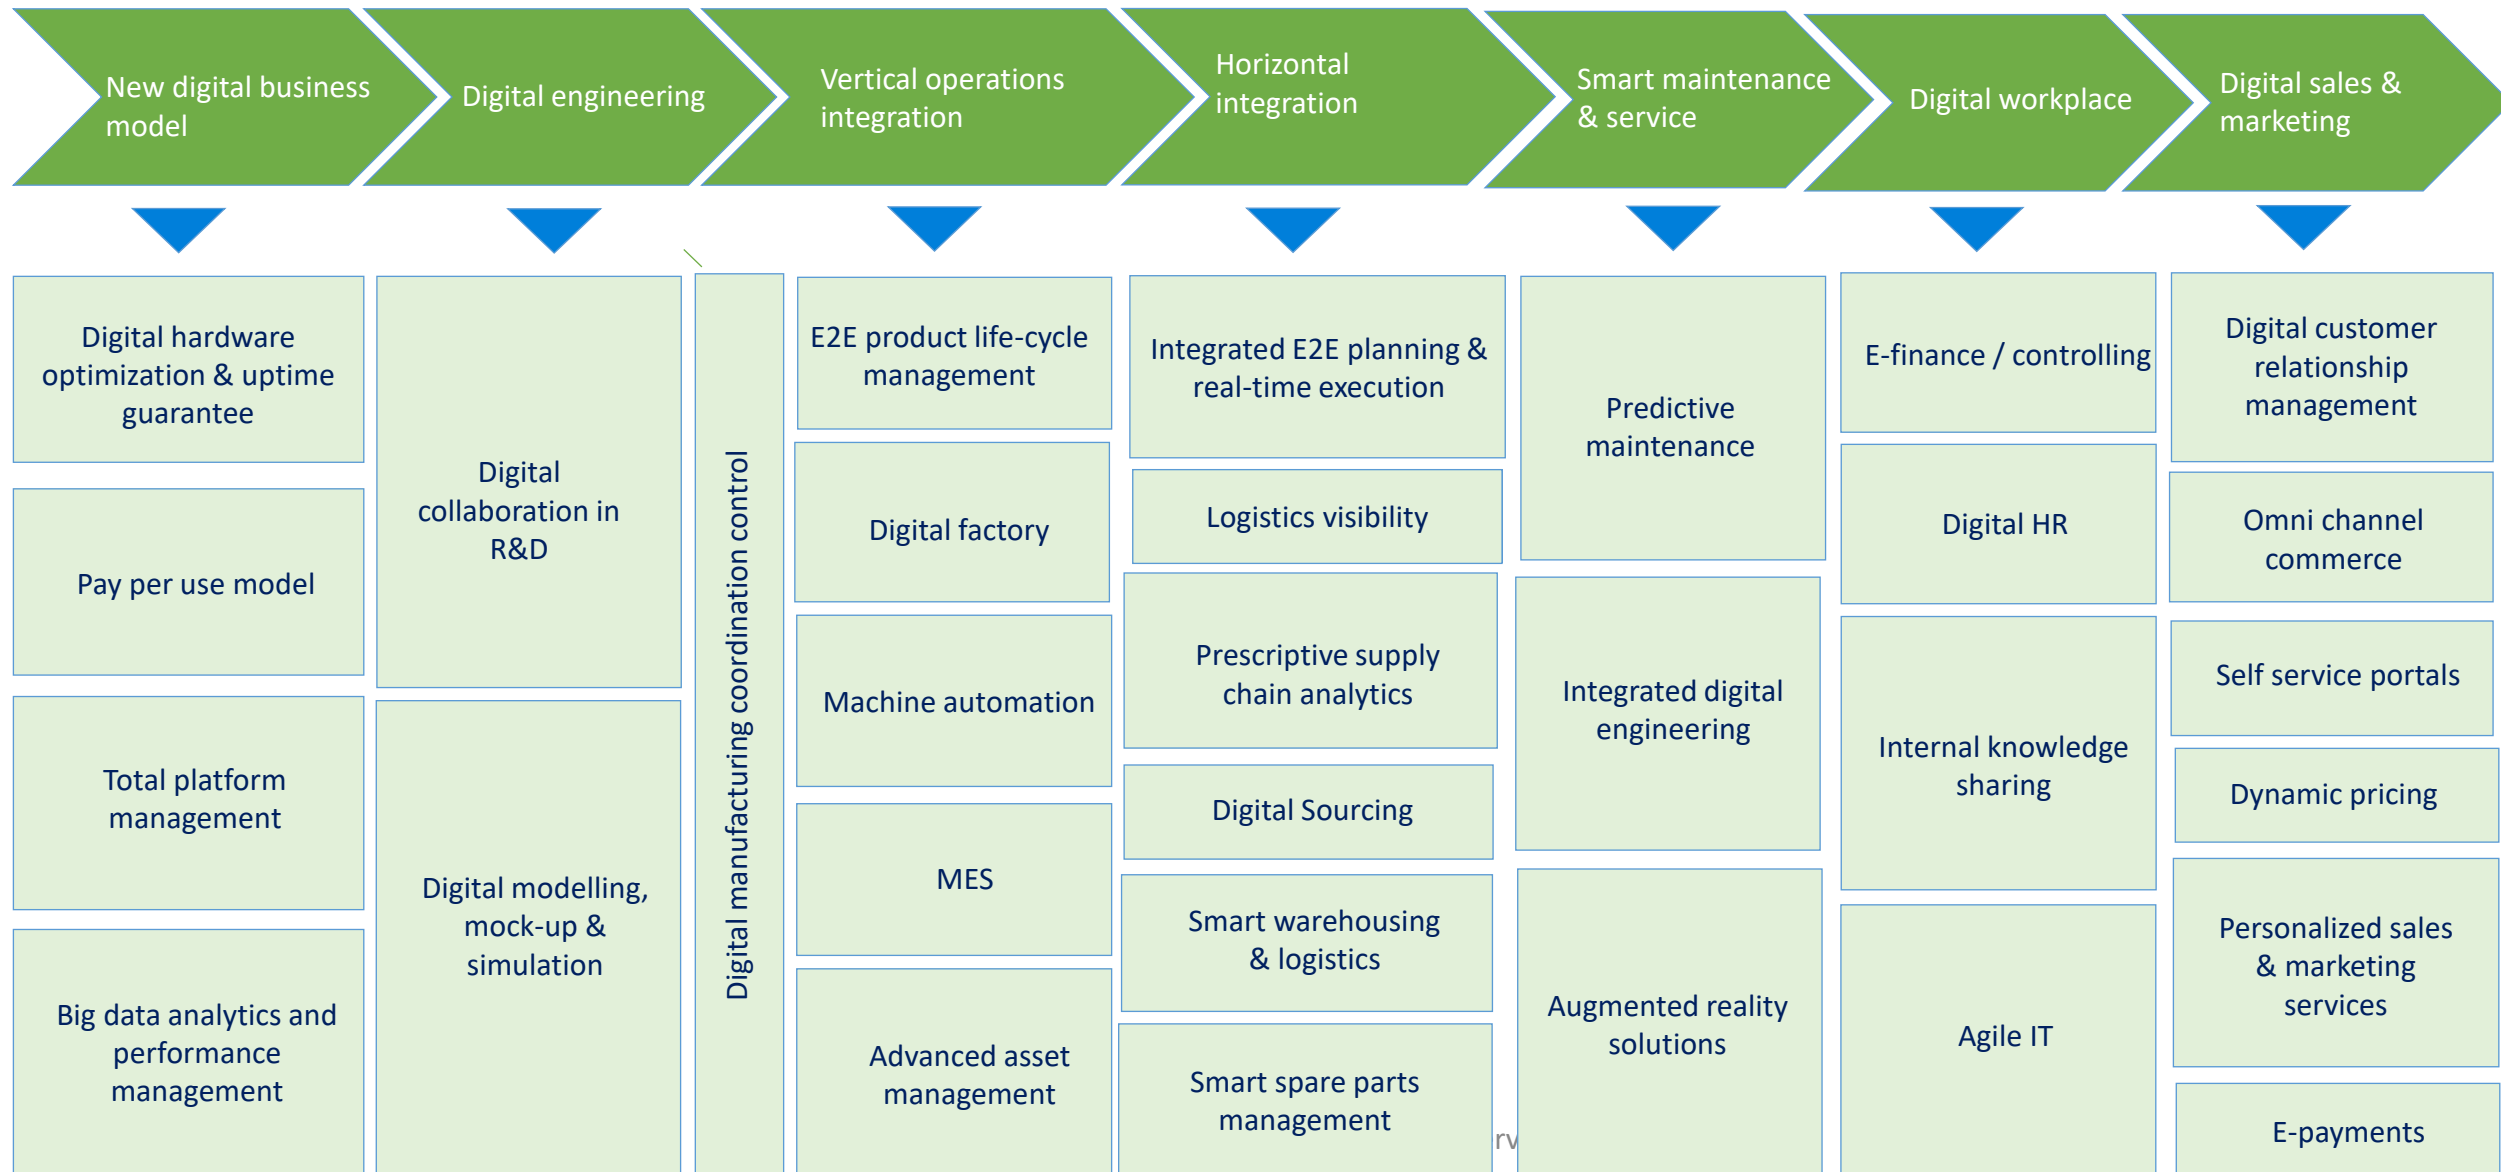 New digital business
model
Digital engineering
Vertical operations
integration
Horizontal
integration
Smart maintenance
& service
Digital workplace
Digital sales &
marketing
Digital hardware
optimization & uptime
guarantee
Pay per use model
Total platform
management
Big data analytics and
performance
management
Digital
collaboration in
R&D
Digital modelling,
mock-up &
simulation
Digital manufacturing coordination control
E2E product life-cycle
management
Digital factory
Machine automation
MES
Advanced asset
management
Integrated E2E planning &
real-time execution
Logistics visibility
Prescriptive supply
chain analytics
Digital Sourcing
Smart warehousing
& logistics
Smart spare parts
management
Predictive
maintenance
Integrated digital
engineering
Augmented reality
solutions
E-finance / controlling
Digital HR
Internal knowledge
sharing
Agile IT
Digital customer
relationship
management
Omni channel
commerce
Self service portals
Dynamic pricing
Personalized sales
& marketing
services
E-payments